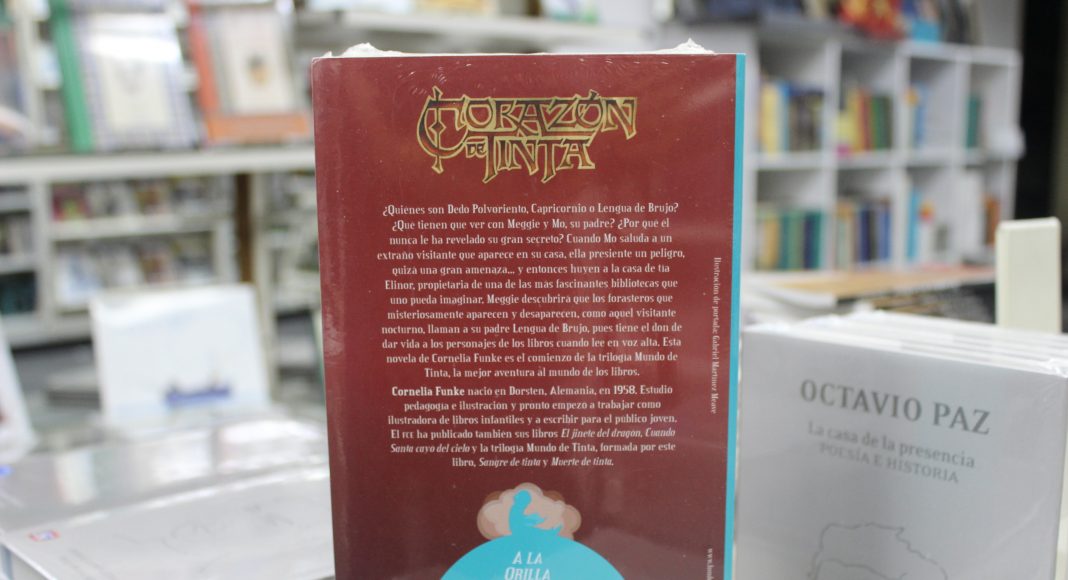 CORAZÓN
DE TINTA
¿Quiénes son Dedo Polvoriento, Capricornio o Lengua de Brujo?
¿Qué tienen que ver con Meggie y Mo, su padre? ¿Por qué él
nunca le ha revelado su gran secreto? Cuando Mo saluda a un
extraño visitante que aparece en su casa, ella presiente un peligro,
quizá una gran amenaza... y entonces huyen a la casa de tía
Elinor, propietaria de una de las más fascinantes bibliotecas que
uno pueda imaginar. Meggie descubrirá que los forasteros que
misteriosamente aparecen y desaparecen, como aquel visitante
nocturno, llaman a su padre Lengua de Brujo, pues tiene el don de
dar vida a los personajes de los libros cuando lee en voz alta. Esta
novela de Cornelia Funke es el comienzo de la trilogía Mundo de
Tinta, la mejor aventura al mundo de los libros.
Cornelia Funke nació en Dorsten, Alemania, en 1958. Estudió
pedagogía e ilustración y pronto empezó a trabajar como
ilustradora de libros infantiles y a escribir para el público joven.
El FCE ha publicado también sus libros El jinete del dragón, Cuando
Santa cayó del cielo y la trilogía Mundo de Tinta, formada por este
libro, Sangre de tinta y Muerte de tinta.
A LA
ORILLA
Ilustración de portada: Gabriel Martínez Meave
OCTAVIO PAZ
La casa de la presencia
POESÍA E HISTORIA